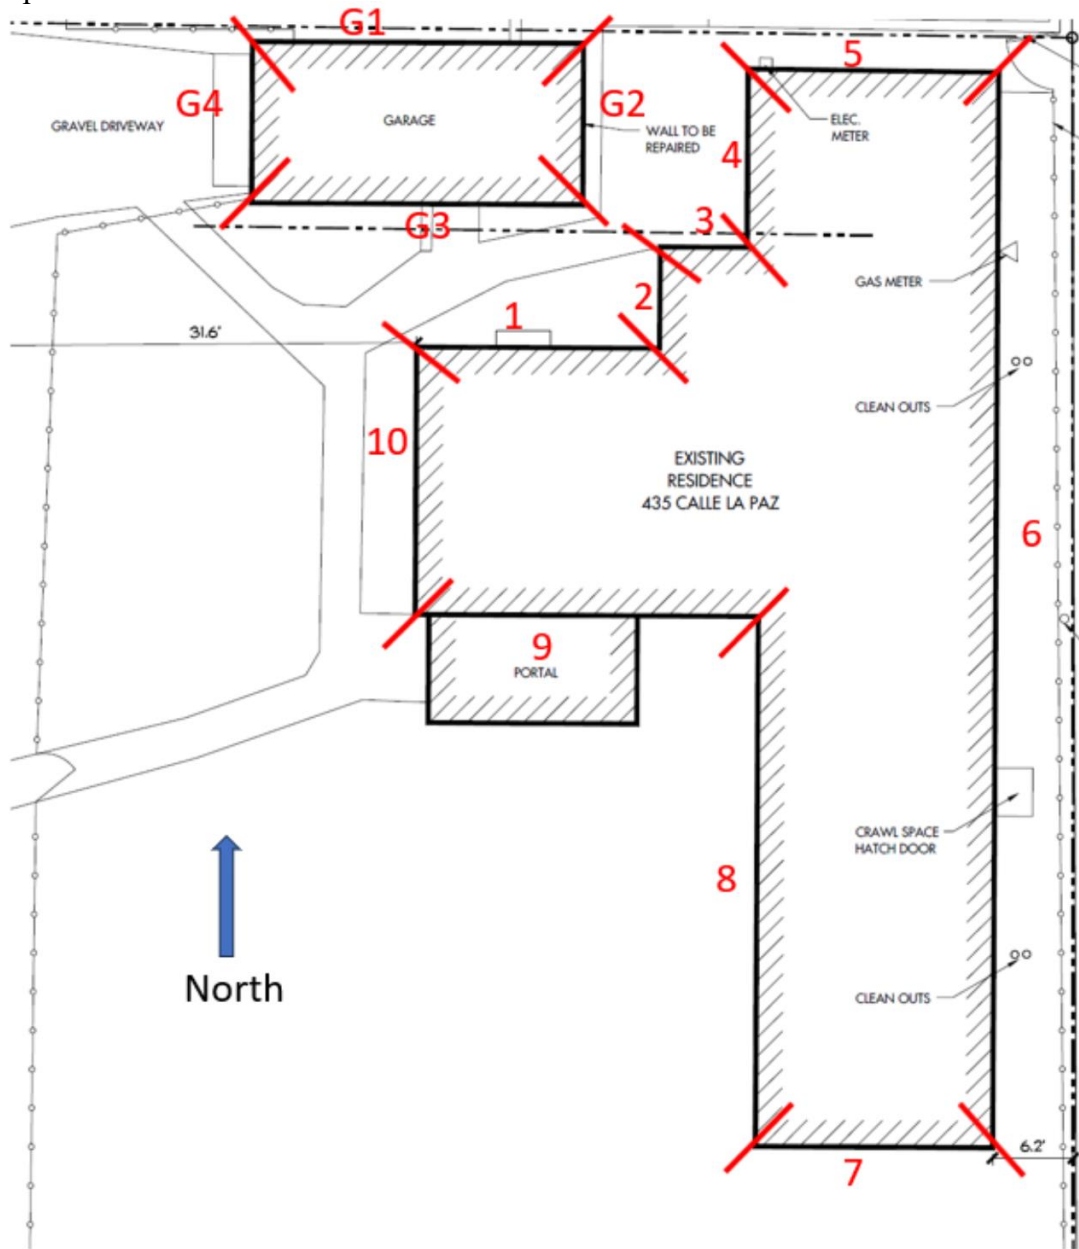 G1
5
G4
G2
GRAVEL DRIVEWAY
GARAGE
WALL TO BE
REPAIRED
ELEC.
METER
4
G3
3
GAS METER
2
1
31.6'
CLEAN OUTS
10
EXISTING
RESIDENCE
435 CALLE LA PAZ
6
9
PORTAL
CRAWL SPACE
HATCH DOOR
8
North
CLEAN OUTS
6.2'
7